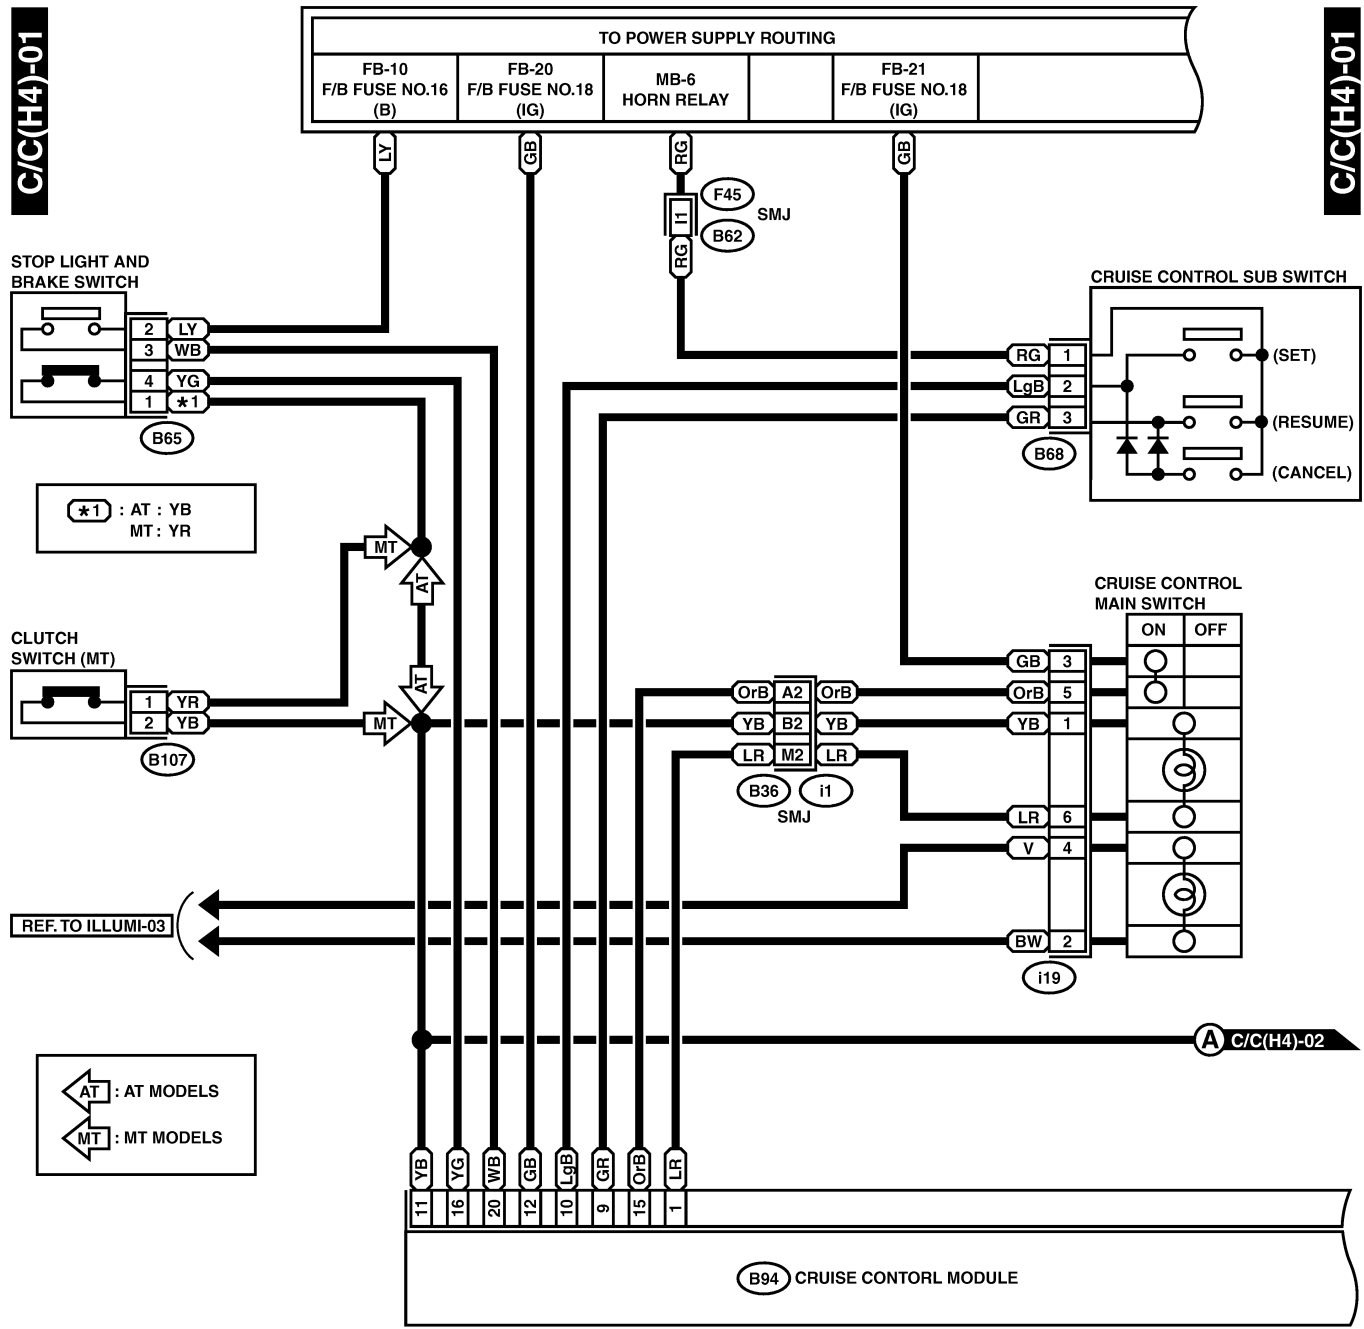 C/C(H4)-01
C/C(H4)-01
TO POWER SUPPLY ROUTING
FB-10
F/B FUSE NO.16
(B)
FB-20
F/B FUSE NO.18
(IG)
MB-6
HORN RELAY
FB-21
F/B FUSE NO.18
(IG)
LY
GB
RG
GB
I1
RG
F45
B62
SMJ
STOP LIGHT AND
BRAKE SWITCH
2 LY
3 WB
4 YG
1 *1
B65
*1 : AT : YB
MT : YR
CRUISE CONTROL SUB SWITCH
RG 1
LgB 2
GR 3
B68
(SET)
(RESUME)
(CANCEL)
MT
AT
AT
MT
CLUTCH
SWITCH (MT)
1 YR
2 YB
B107
CRUISE CONTROL
MAIN SWITCH
ON OFF
GB 3
OrB 5
YB 1
LR 6
V 4
BW 2
i19
OrB A2 OrB
YB B2 YB
LR M2 LR
B36 i1
SMJ
REF. TO ILLUMI-03
A C/C(H4)-02
AT : AT MODELS
MT : MT MODELS
YB YG WB GB LgB GR OrB LR
11 16 20 12 10 9 15 1
B94 CRUISE CONTORL MODULE